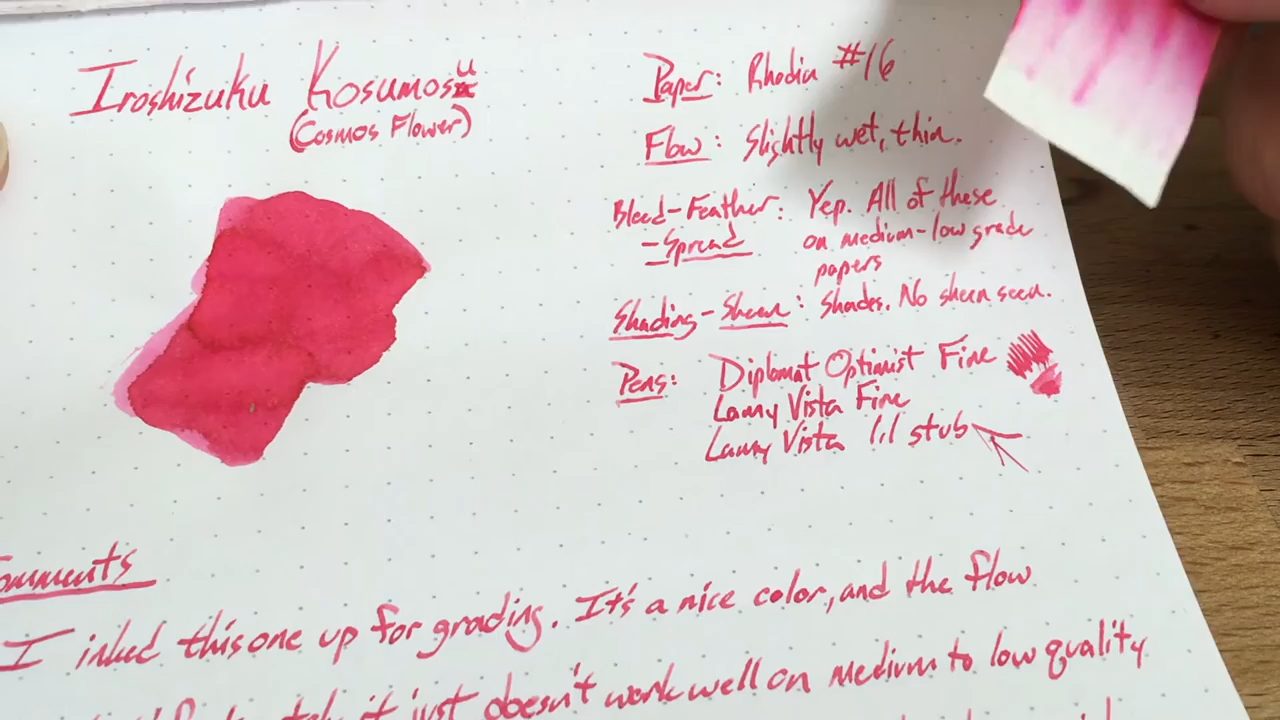 Iroshizuku Kosumosu
(Cosmos Flower)
Paper: Rhodia #16
Flow: Slightly wet, thin.
Bleed-Feather: Yep. All of these
-Spread on medium-low grade
papers
Shading-Sheen: Shades. No sheen seen.
Pens: Diplomat Optimist Fine
Lamy Vista Fine
Lamy Vista 1.1 stub
omments
I inked this one up for grading. It's a nice color, and the flow
it just doesn't work well on medium to low quality